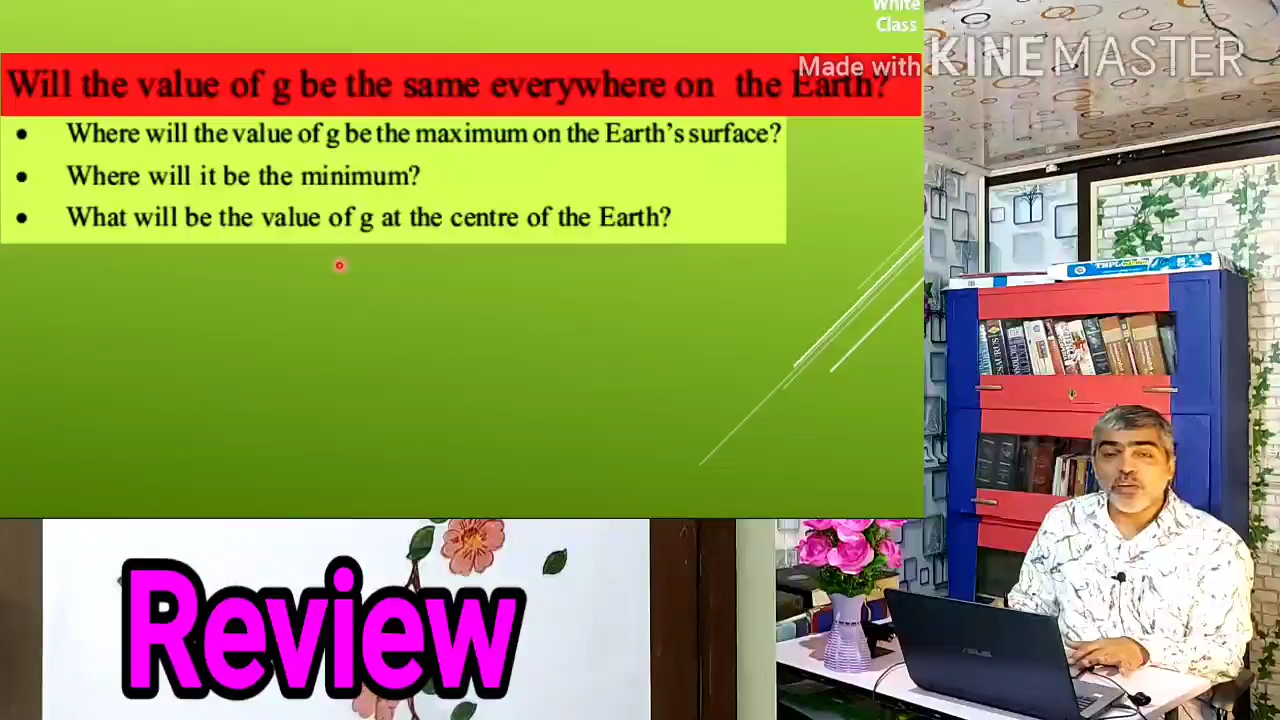 White
Class
Made with KINEMASTER
Will the value of g be the same everywhere on the Earth?
• Where will the value of g be the maximum on the Earth's surface?
• Where will it be the minimum?
• What will be the value of g at the centre of the Earth?
Review
ASUS